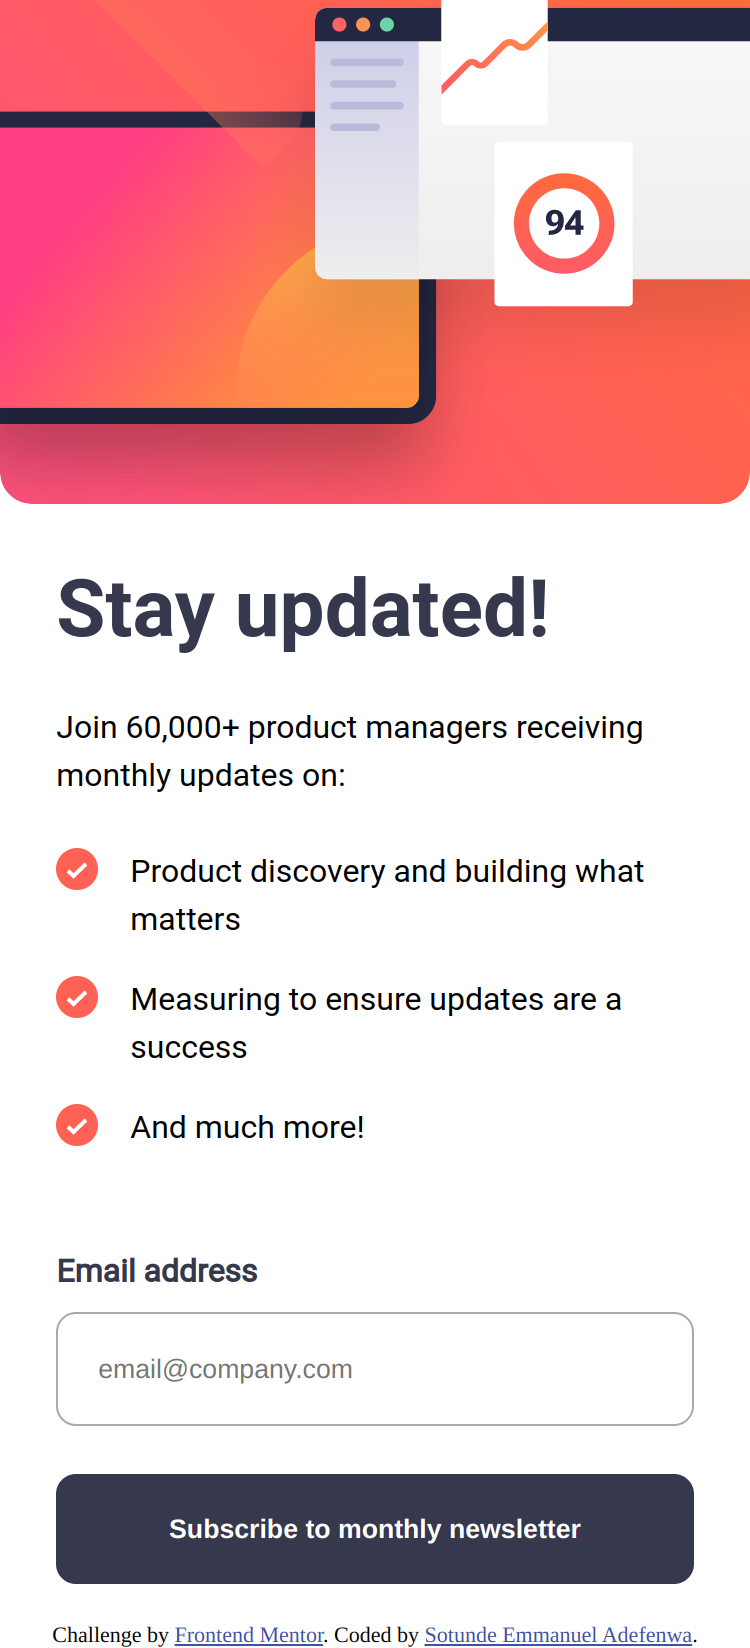 94
Stay updated!
Join 60,000+ product managers receiving
monthly updates on:
Product discovery and building what
matters
Measuring to ensure updates are a
success
And much more!
Email address
email@company.com
Subscribe to monthly newsletter
Challenge by Frontend Mentor. Coded by Sotunde Emmanuel Adefenwa.